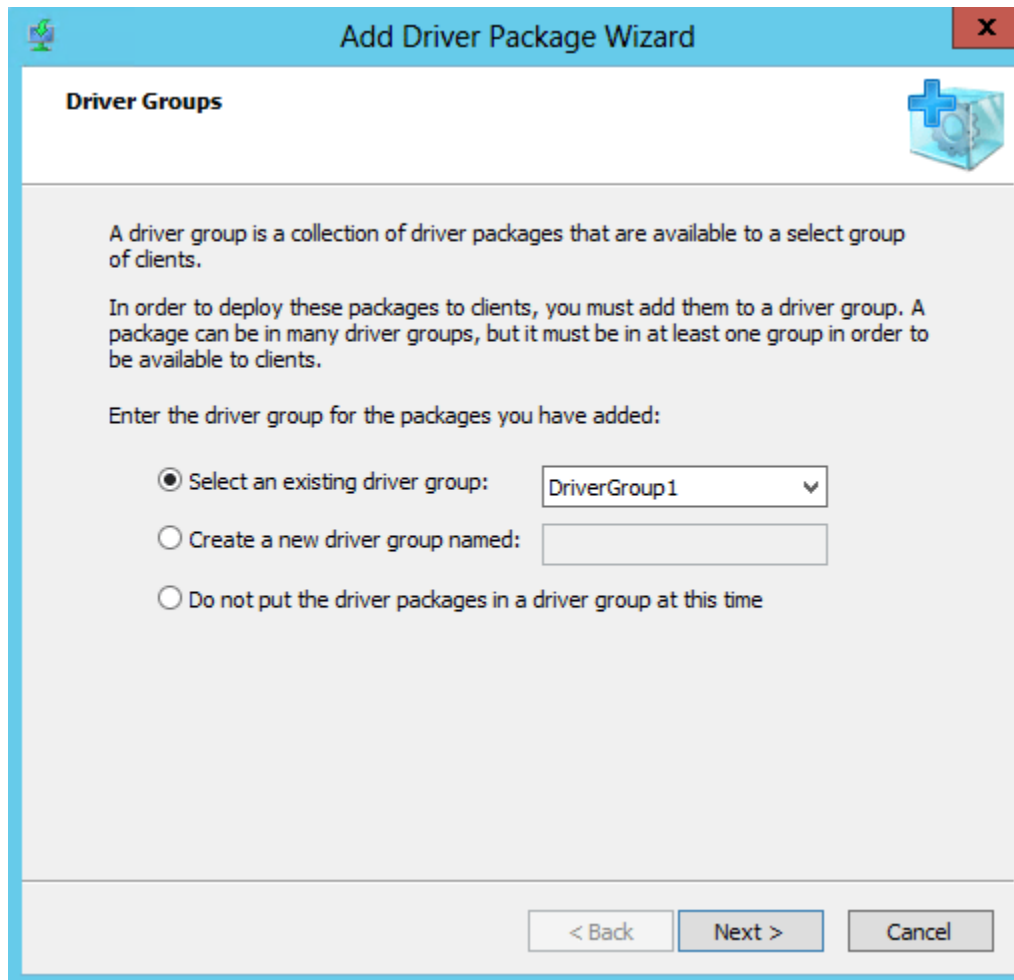 Add Driver Package Wizard
x
Driver Groups
A driver group is a collection of driver packages that are available to a select group
of clients.
In order to deploy these packages to clients, you must add them to a driver group. A
package can be in many driver groups, but it must be in at least one group in order to
be available to clients.
Enter the driver group for the packages you have added:
Select an existing driver group: DriverGroup1
Create a new driver group named:
Do not put the driver packages in a driver group at this time
< Back Next > Cancel